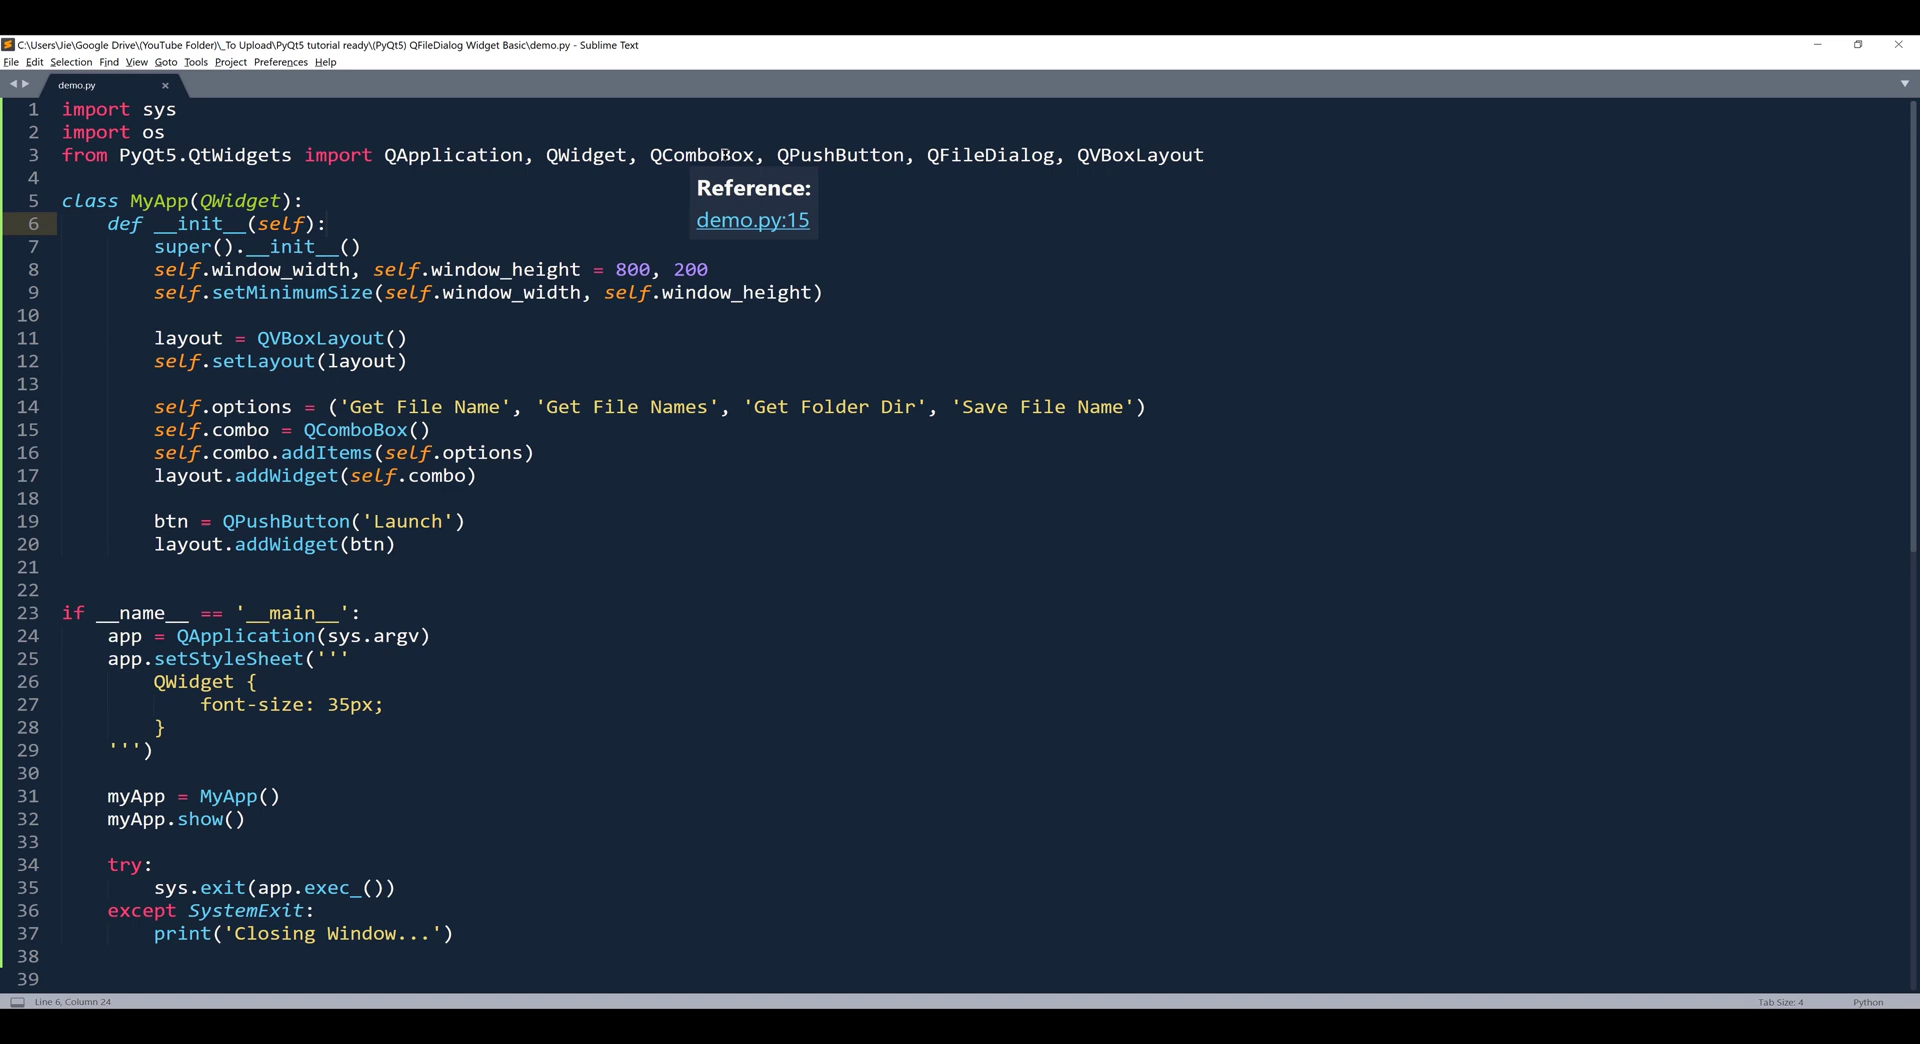 C:\Users\Jie\Google Drive\(YouTube Folder)\_To Upload\PyQt5 tutorial ready\(PyQt5) QFileDialog Widget Basic\demo.py - Sublime Text
File Edit Selection Find View Goto Tools Project Preferences Help
demo.py
1 import sys
2 import os
3 from PyQt5.QtWidgets import QApplication, QWidget, QComboBox, QPushButton, QFileDialog, QVBoxLayout
4
Reference:
5 class MyApp(QWidget):
6     def __init__(self):
demo.py:15
7         super().__init__()
8         self.window_width, self.window_height = 800, 200
9         self.setMinimumSize(self.window_width, self.window_height)
10
11         layout = QVBoxLayout()
12         self.setLayout(layout)
13
14         self.options = ('Get File Name', 'Get File Names', 'Get Folder Dir', 'Save File Name')
15         self.combo = QComboBox()
16         self.combo.addItems(self.options)
17         layout.addWidget(self.combo)
18
19         btn = QPushButton('Launch')
20         layout.addWidget(btn)
21
22
23 if __name__ == '__main__':
24     app = QApplication(sys.argv)
25     app.setStyleSheet('''
26         QWidget {
27             font-size: 35px;
28         }
29     ''')
30
31     myApp = MyApp()
32     myApp.show()
33
34     try:
35         sys.exit(app.exec_())
36     except SystemExit:
37         print('Closing Window...')
38
39
Line 6, Column 24 Tab Size: 4 Python